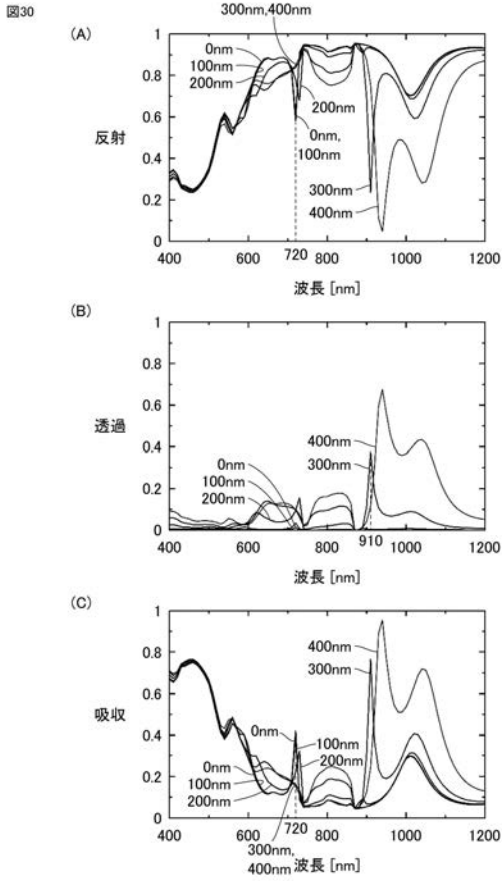 図30
(A)
300nm,400nm
0nm
100nm
200nm
200nm
0nm,
100nm
300nm
400nm
反射
1
0.8
0.6
0.4
0.2
0
400 600 720 800 1000 1200
波長 [nm]
(B)
透過
1
0.8
0.6
0.4
0.2
0
0nm
100nm
200nm
400nm
300nm
400 600 800 910 1000 1200
波長 [nm]
(C)
吸収
1
0.8
0.6
0.4
0.2
0
400nm
300nm
0nm
100nm
200nm
0nm
100nm
200nm
400 600 720 800 1000 1200
300nm,
400nm
波長 [nm]